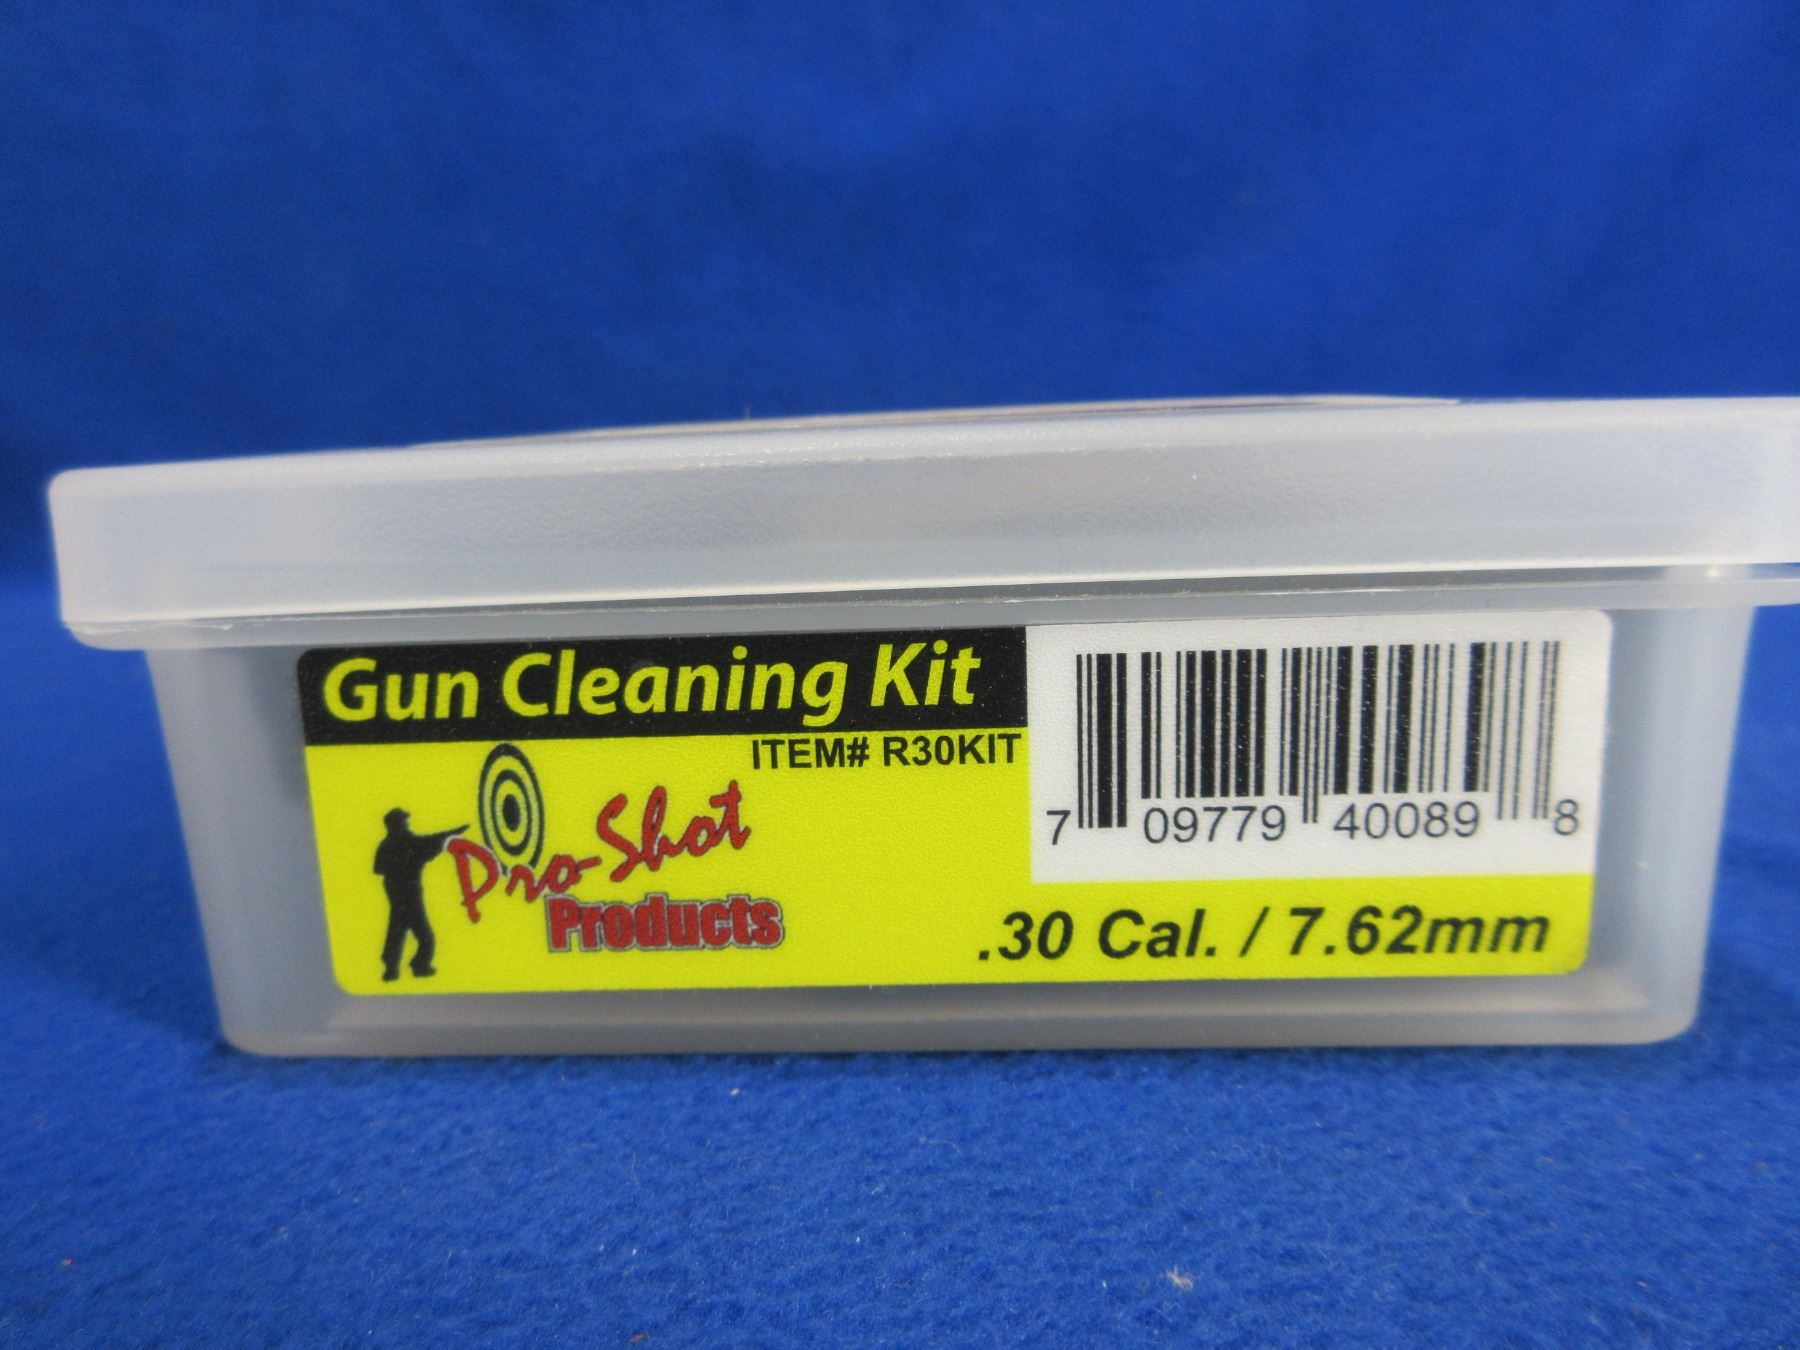 Gun Cleaning Kit
ITEM# R30KIT
Pro-Shot
Products
7 09779 40089 8
.30 Cal. / 7.62mm